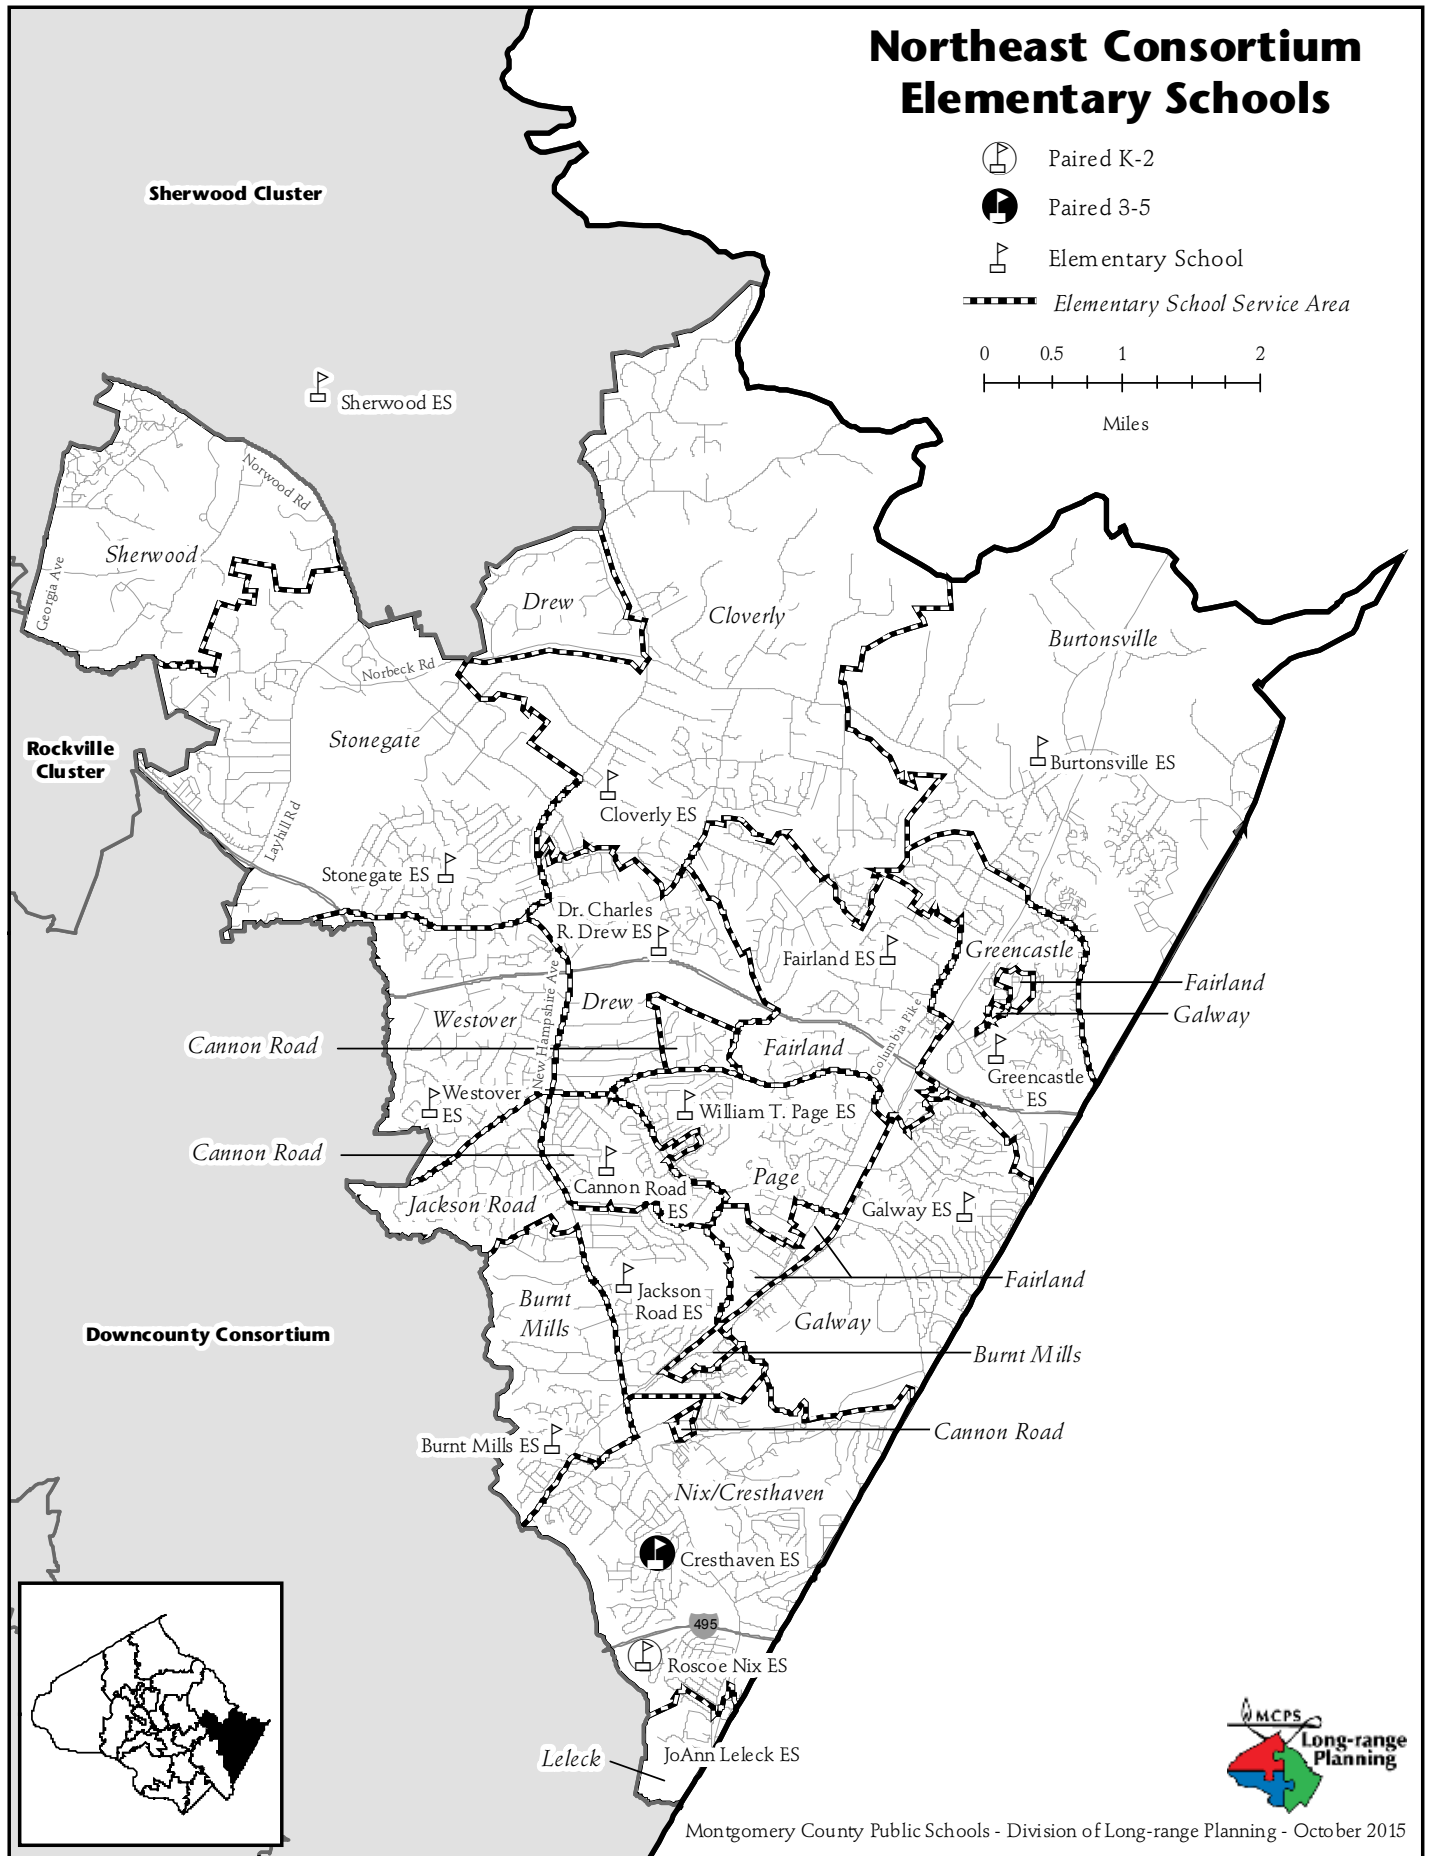 Northeast Consortium
Elementary Schools
Paired K-2
Paired 3-5
Elementary School
Elementary School Service Area
0 0.5 1 2
Miles
Sherwood Cluster
Sherwood ES
Norwood Rd
Sherwood
Georgia Ave
Drew
Cloverly
Burtonsville
Norbeck Rd
Stonegate
Rockville
Cluster
Burtonsville ES
Cloverly ES
Layhill Rd
Stonegate ES
Dr. Charles
R. Drew ES
Fairland ES
Greencastle
Fairland
Galway
New Hampshire Ave
Drew
Westover
Columbia Pike
Cannon Road
Fairland
Greencastle
ES
Westover
ES
William T. Page ES
Cannon Road
Cannon Road
ES
Page
Jackson Road
Galway ES
Fairland
Jackson
Road ES
Burnt
Mills
Galway
Downcounty Consortium
Burnt Mills
Cannon Road
Burnt Mills ES
Nix/Cresthaven
Cresthaven ES
495
Roscoe Nix ES
Leleck
JoAnn Leleck ES
MCPS
Long-range
Planning
Montgomery County Public Schools - Division of Long-range Planning - October 2015